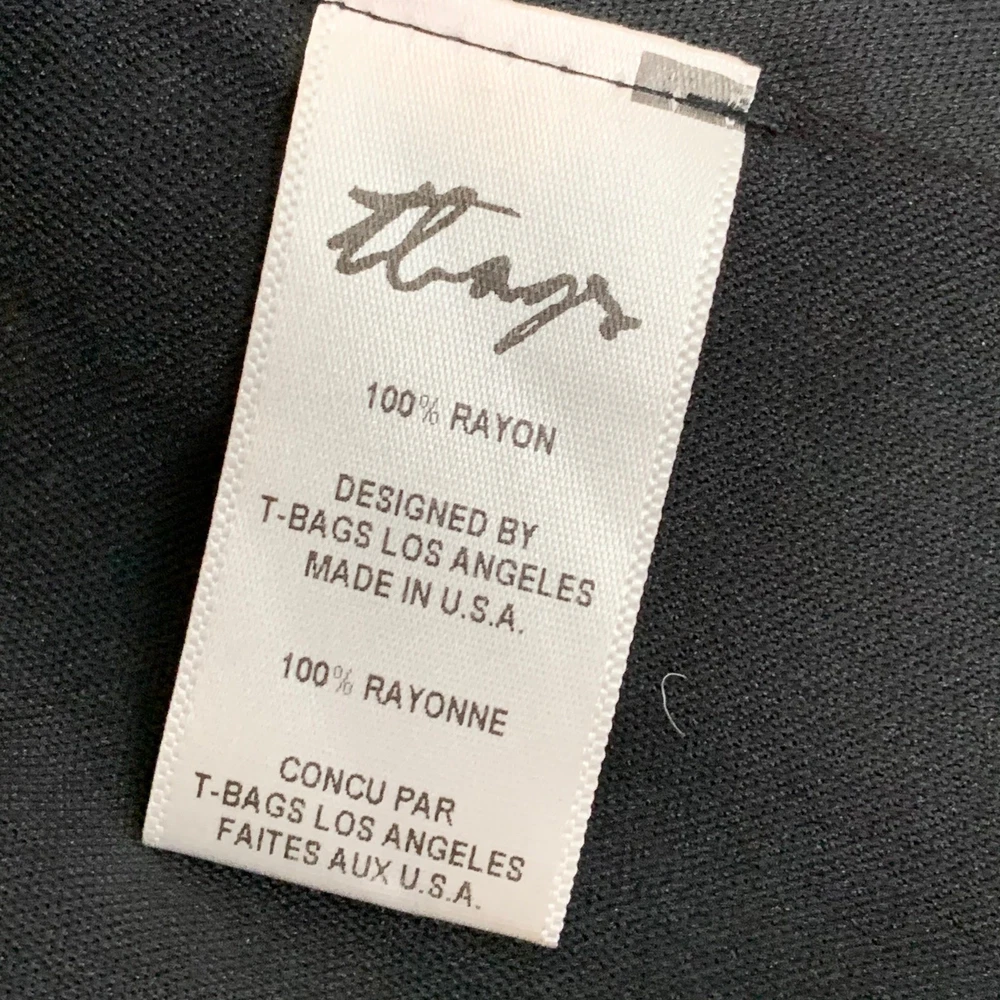 tbags
100% RAYON
DESIGNED BY
T-BAGS LOS ANGELES
MADE IN U.S.A.
100% RAYONNE
CONCU PAR
T-BAGS LOS ANGELES
FAITES AUX U.S.A.